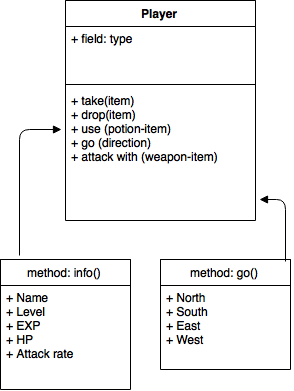 Player
+ field: type
+ take(item)
+ drop(item)
+ use (potion-item)
+ go (direction)
+ attack with (weapon-item)
method: info()
+ Name
+ Level
+ EXP
+ HP
+ Attack rate
method: go()
+ North
+ South
+ East
+ West